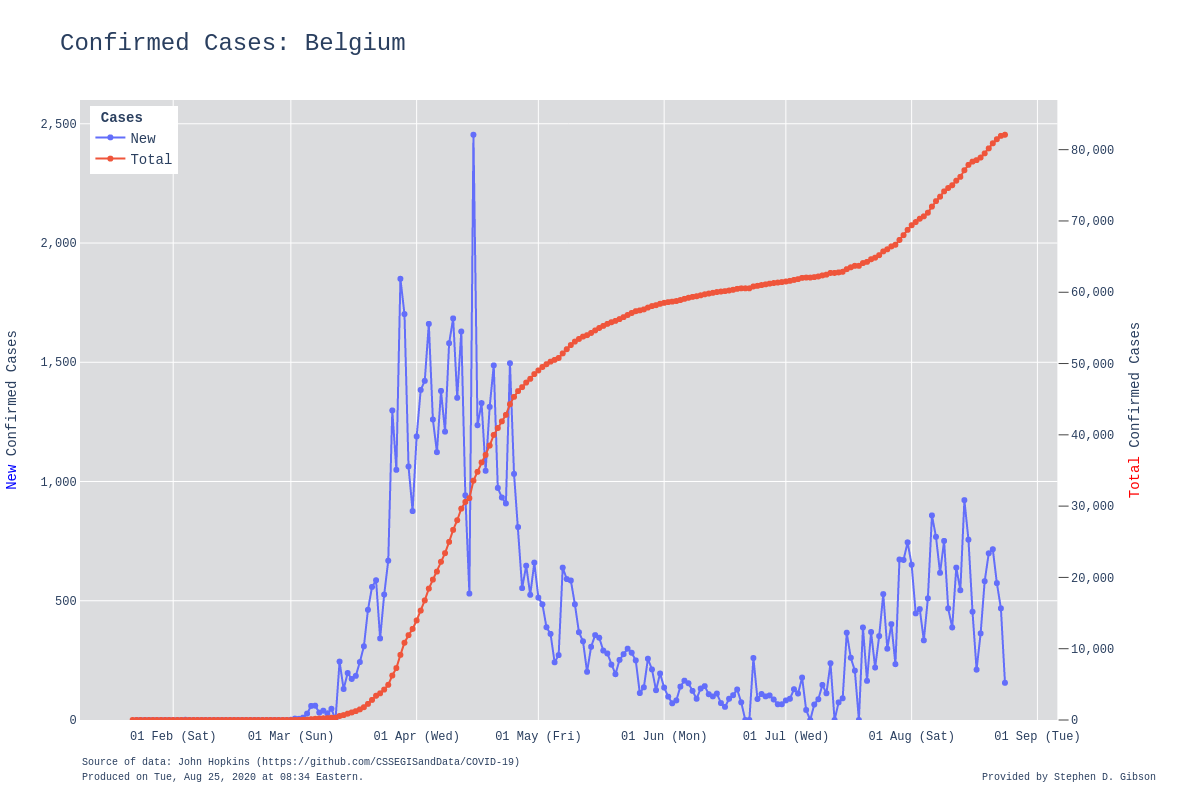 Confirmed Cases: Belgium
Cases
New
Total
2,500
2,000
1,500
1,000
500
0
New Confirmed Cases
80,000
70,000
60,000
50,000
40,000
30,000
20,000
10,000
0
Total Confirmed Cases
01 Feb (Sat)
01 Mar (Sun)
01 Apr (Wed)
01 May (Fri)
01 Jun (Mon)
01 Jul (Wed)
01 Aug (Sat)
01 Sep (Tue)
Source of data: John Hopkins (https://github.com/CSSEGISandData/COVID-19)
Produced on Tue, Aug 25, 2020 at 08:34 Eastern.
Provided by Stephen D. Gibson